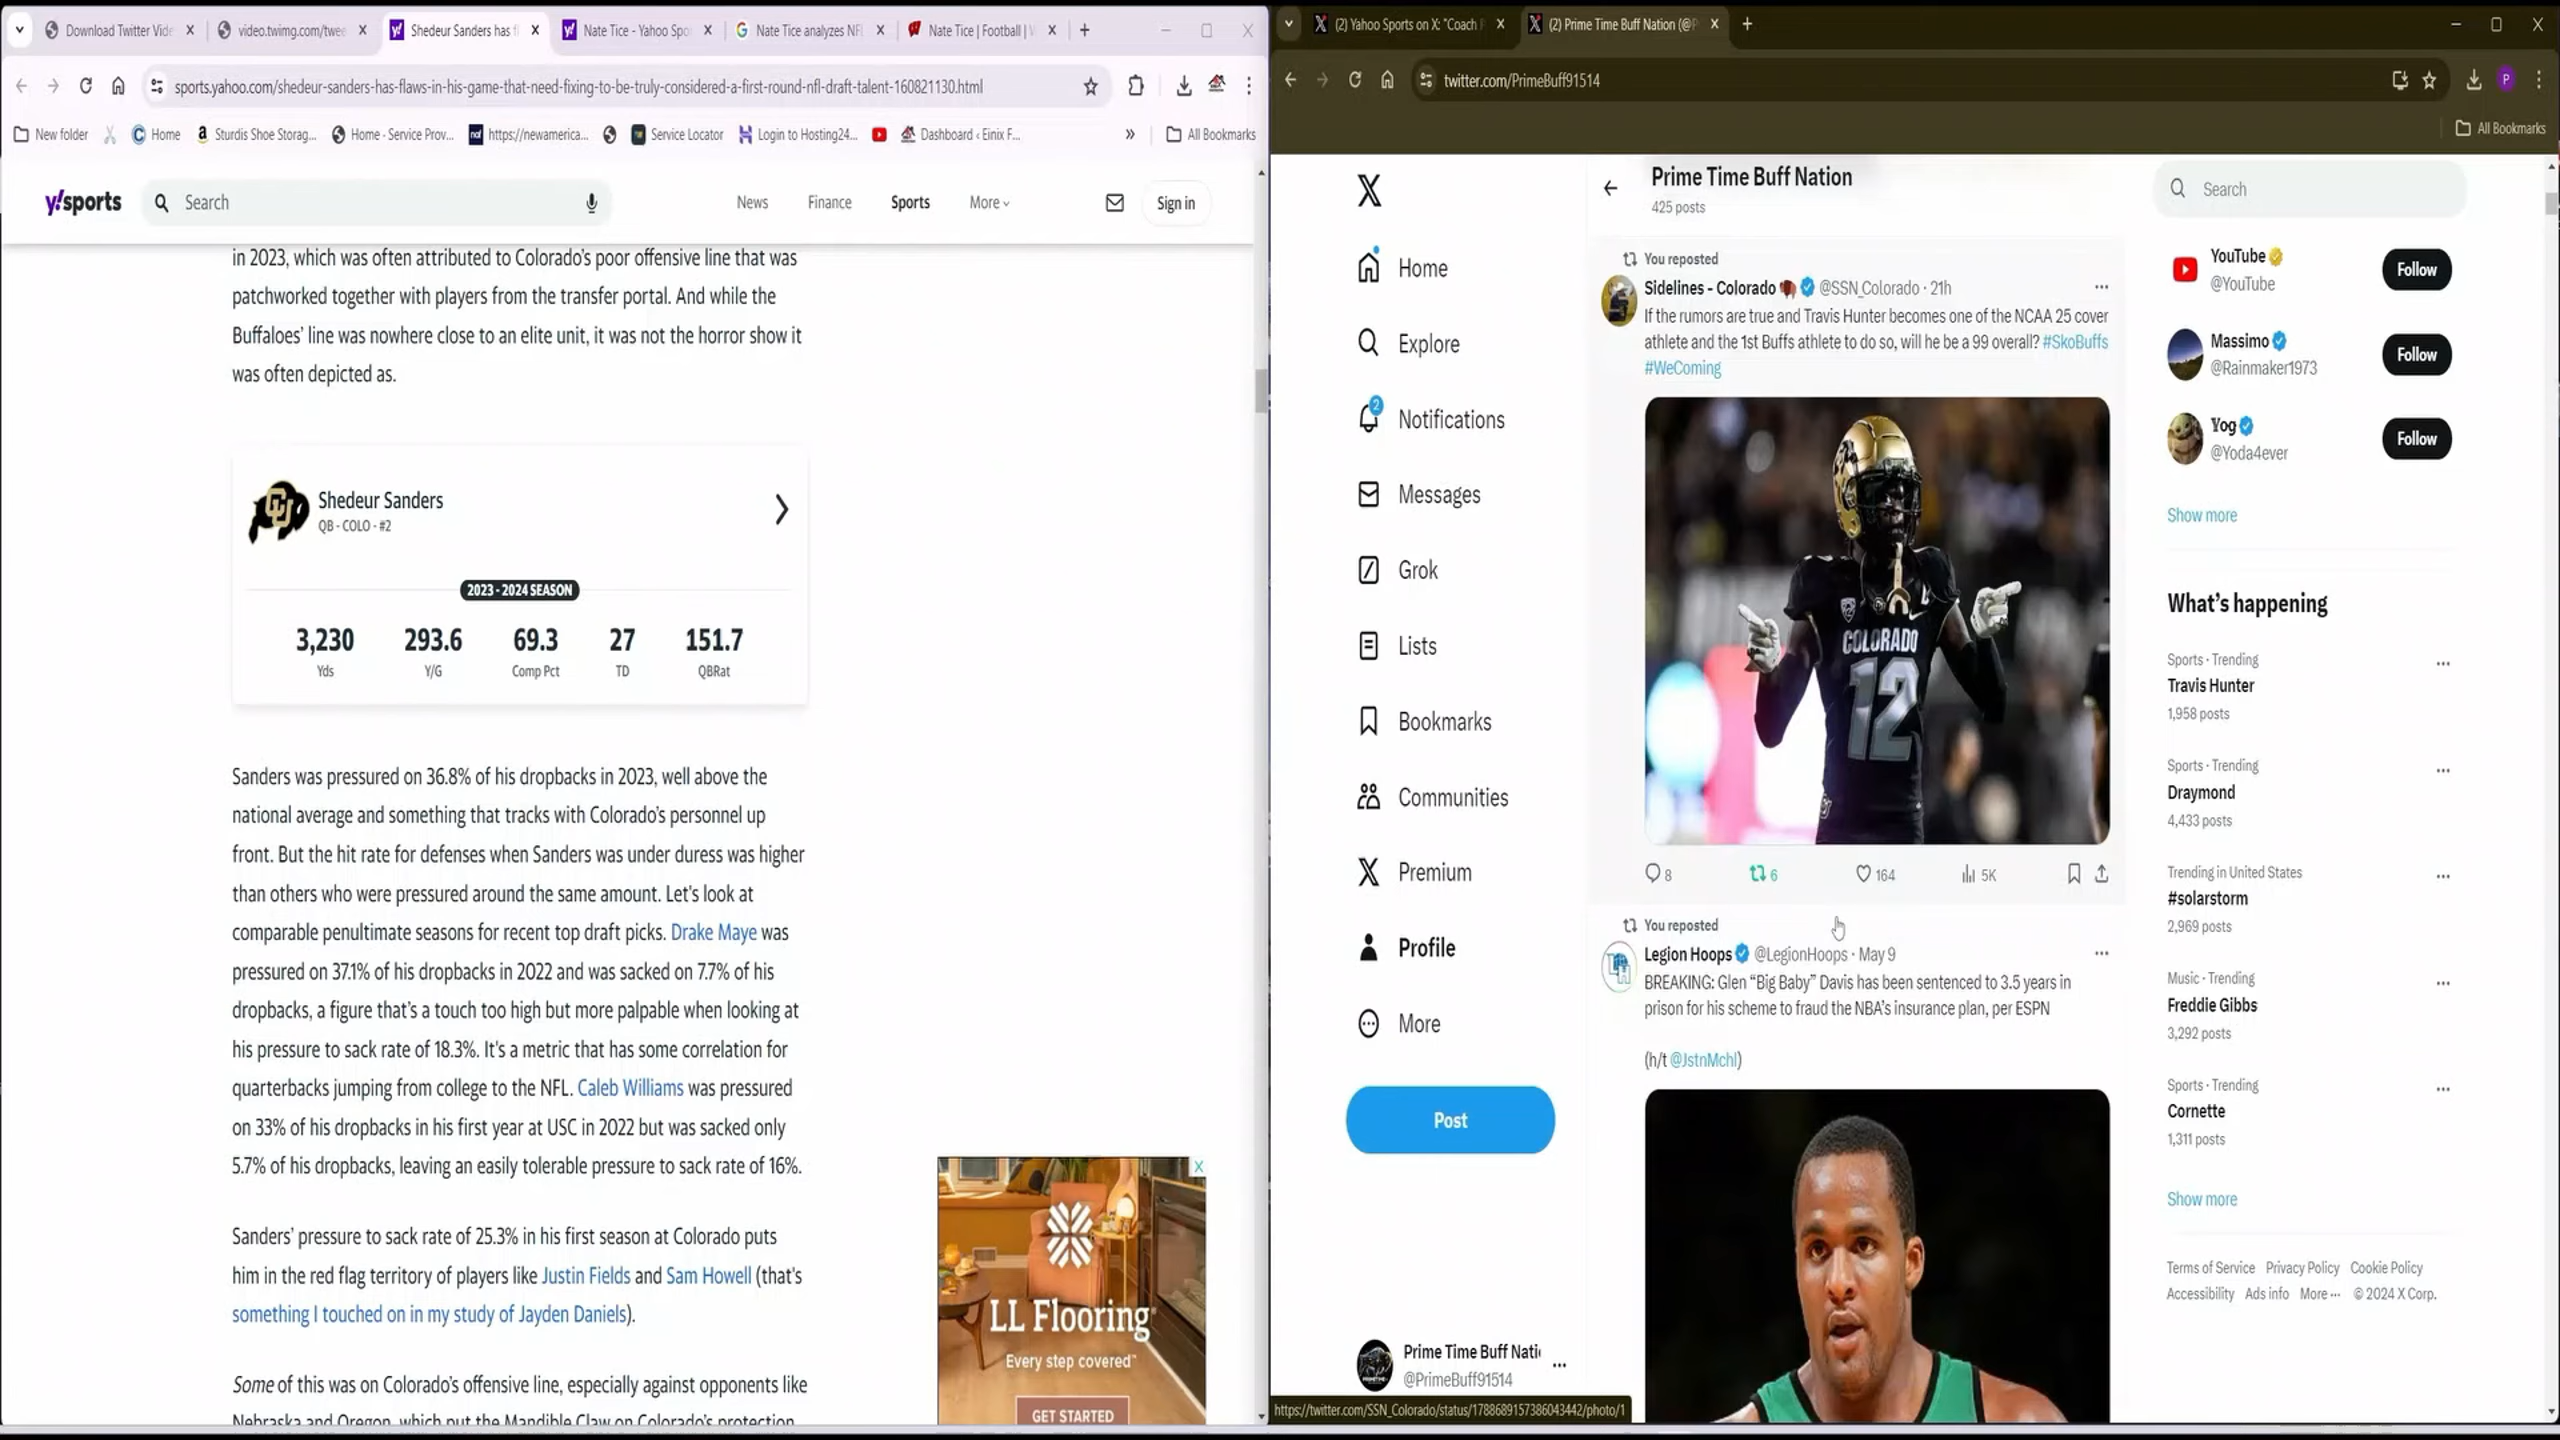 Download Twitter Vide
video.twimg.com/twee
Shedeur Sanders has f
Nate Tice - Yahoo Spo
Nate Tice analyzes NFL
Nate Tice | Football | W
sports.yahoo.com/shedeur-sanders-has-flaws-in-his-game-that-need-fixing-to-be-truly-considered-a-first-round-nfl-draft-talent-160821130.html
New folder
Home
Sturdis Shoe Storag...
Home - Service Prov...
https://newamerica...
Service Locator
Login to Hosting24...
Dashboard ‹ Einix F...
»
All Bookmarks
y!sports
Search
News
Finance
Sports
More
Sign in
in 2023, which was often attributed to Colorado's poor offensive line that was
patchworked together with players from the transfer portal. And while the
Buffaloes' line was nowhere close to an elite unit, it was not the horror show it
was often depicted as.
CU
Shedeur Sanders
QB - COLO - #2
2023 - 2024 SEASON
3,230 293.6 69.3 27 151.7
Yds Y/G Comp Pct TD QBRat
Sanders was pressured on 36.8% of his dropbacks in 2023, well above the
national average and something that tracks with Colorado's personnel up
front. But the hit rate for defenses when Sanders was under duress was higher
than others who were pressured around the same amount. Let's look at
comparable penultimate seasons for recent top draft picks. Drake Maye was
pressured on 37.1% of his dropbacks in 2022 and was sacked on 7.7% of his
dropbacks, a figure that's a touch too high but more palpable when looking at
his pressure to sack rate of 18.3%. It's a metric that has some correlation for
quarterbacks jumping from college to the NFL. Caleb Williams was pressured
on 33% of his dropbacks in his first year at USC in 2022 but was sacked only
5.7% of his dropbacks, leaving an easily tolerable pressure to sack rate of 16%.
Sanders' pressure to sack rate of 25.3% in his first season at Colorado puts
him in the red flag territory of players like Justin Fields and Sam Howell (that's
something I touched on in my study of Jayden Daniels).
Some of this was on Colorado's offensive line, especially against opponents like
Nebraska and Oregon, which put the Mandible Claw on Colorado's protection
LL Flooring
Every step covered™
GET STARTED
(2) Yahoo Sports on X: "Coach P
(2) Prime Time Buff Nation (@P
twitter.com/PrimeBuff91514
P
All Bookmarks
Home
Explore
2
Notifications
Messages
Grok
Lists
Bookmarks
Communities
Premium
Profile
More
Post
Prime Time Buff Nati
@PrimeBuff91514
https://twitter.com/SSN_Colorado/status/1788689157386043442/photo/1
Prime Time Buff Nation
425 posts
You reposted
Sidelines - Colorado @SSN_Colorado · 21h
If the rumors are true and Travis Hunter becomes one of the NCAA 25 cover
athlete and the 1st Buffs athlete to do so, will he be a 99 overall? #SkoBuffs
#WeComing
COLORADO
12
8 6 164 5K
You reposted
Legion Hoops @LegionHoops · May 9
BREAKING: Glen “Big Baby” Davis has been sentenced to 3.5 years in
prison for his scheme to fraud the NBA's insurance plan, per ESPN
(h/t @JstnMchl)
Search
YouTube
@YouTube
Follow
Massimo
@Rainmaker1973
Follow
Yog
@Yoda4ever
Follow
Show more
What's happening
Sports · Trending
Travis Hunter
1,958 posts
Sports · Trending
Draymond
4,433 posts
Trending in United States
#solarstorm
2,969 posts
Music · Trending
Freddie Gibbs
3,292 posts
Sports · Trending
Cornette
1,311 posts
Show more
Terms of Service Privacy Policy Cookie Policy
Accessibility Ads info More ··· © 2024 X Corp.